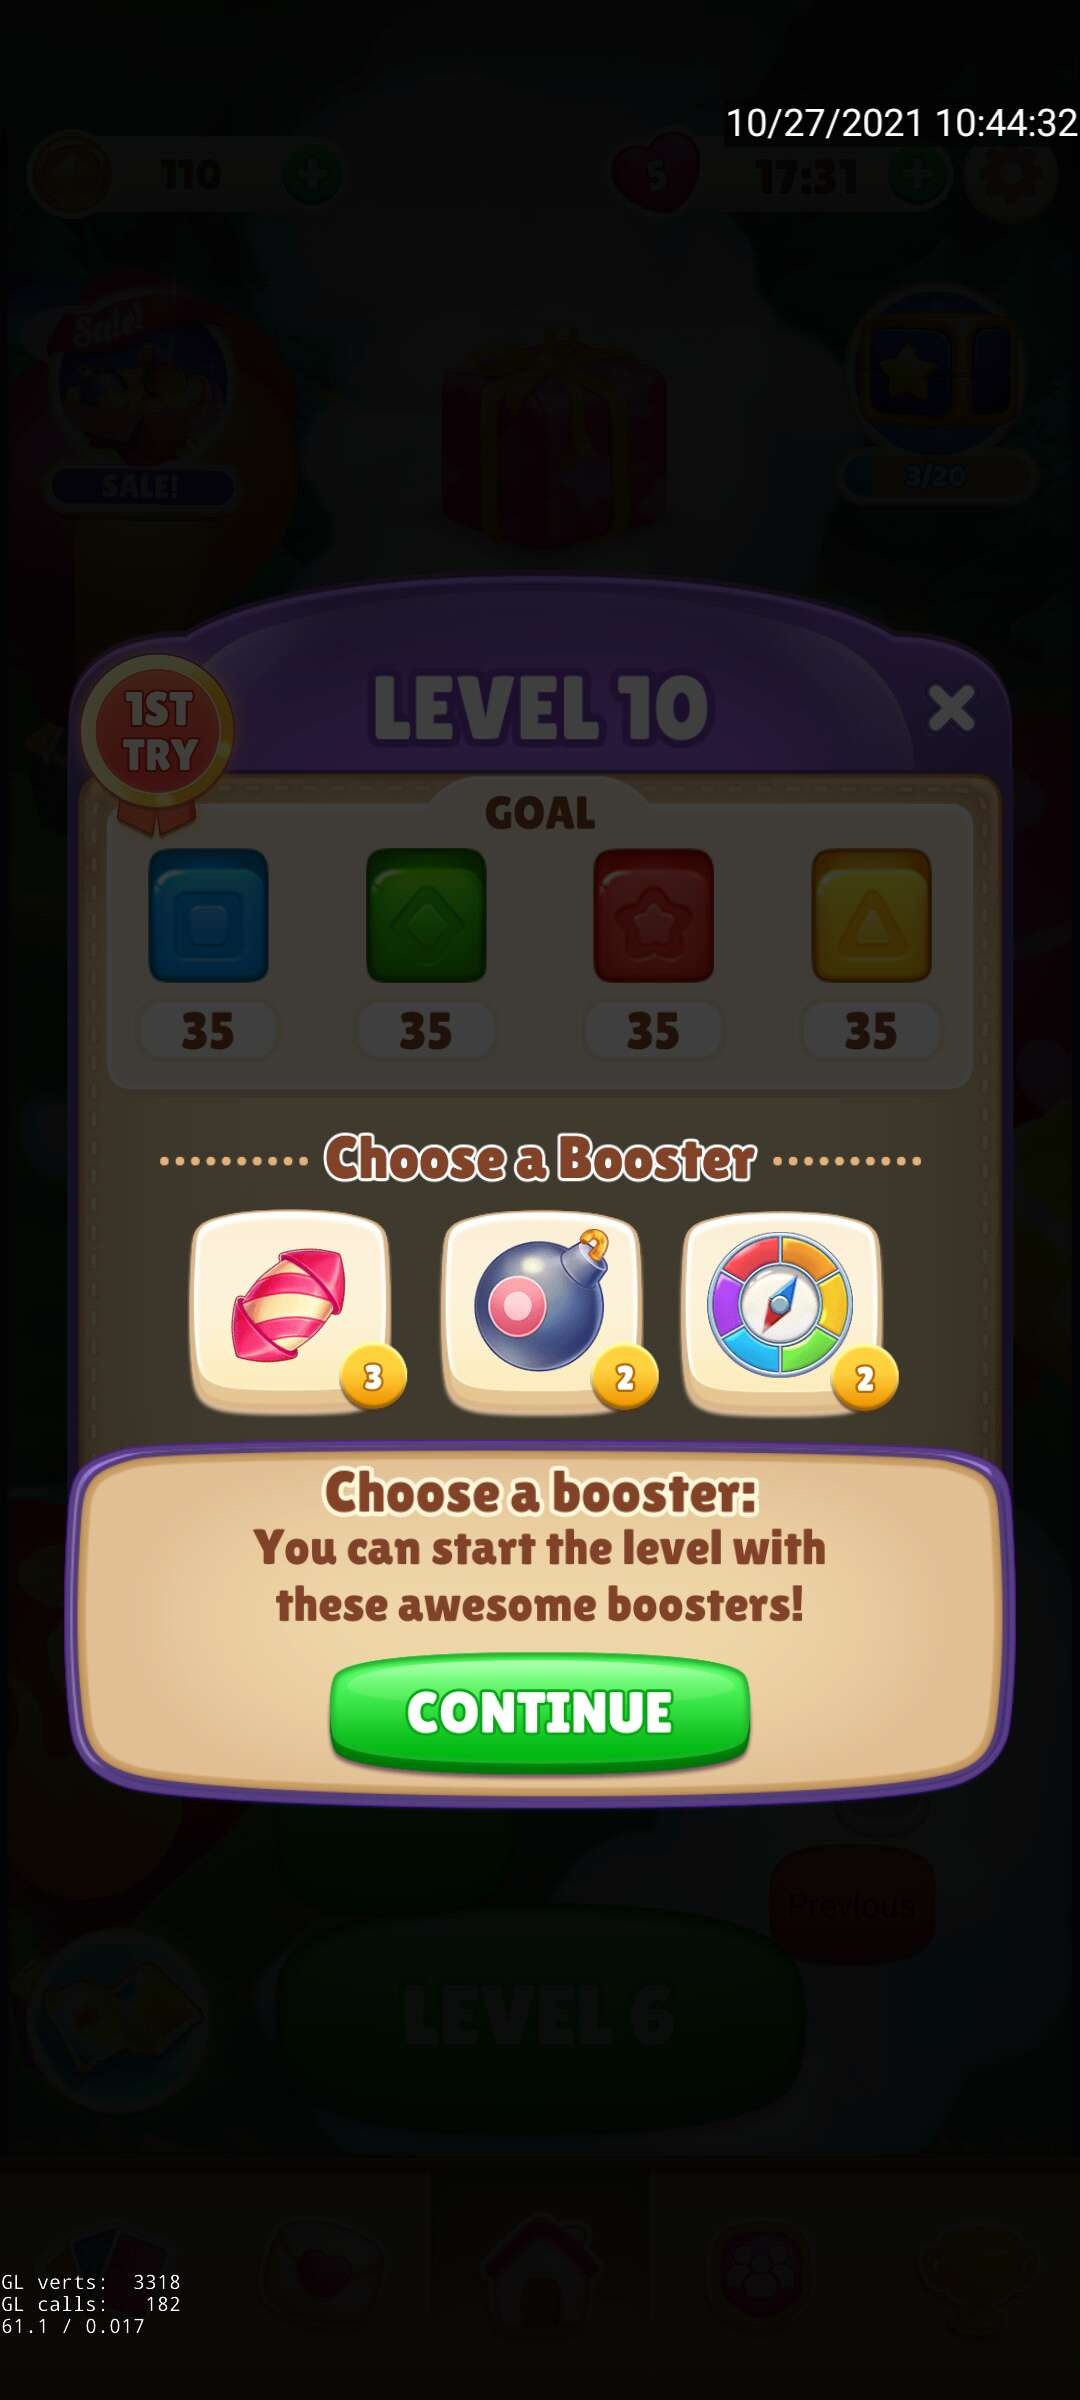 10/27/2021 10:44:32
110
5
17:31
Sale!
SALE!
3/20
1ST
TRY
LEVEL 10
GOAL
35
35
35
35
Choose a Booster
3
2
2
Choose a booster:
You can start the level with
these awesome boosters!
CONTINUE
Previous
LEVEL 6
GL verts: 3318
GL calls: 182
61.1 / 0.017